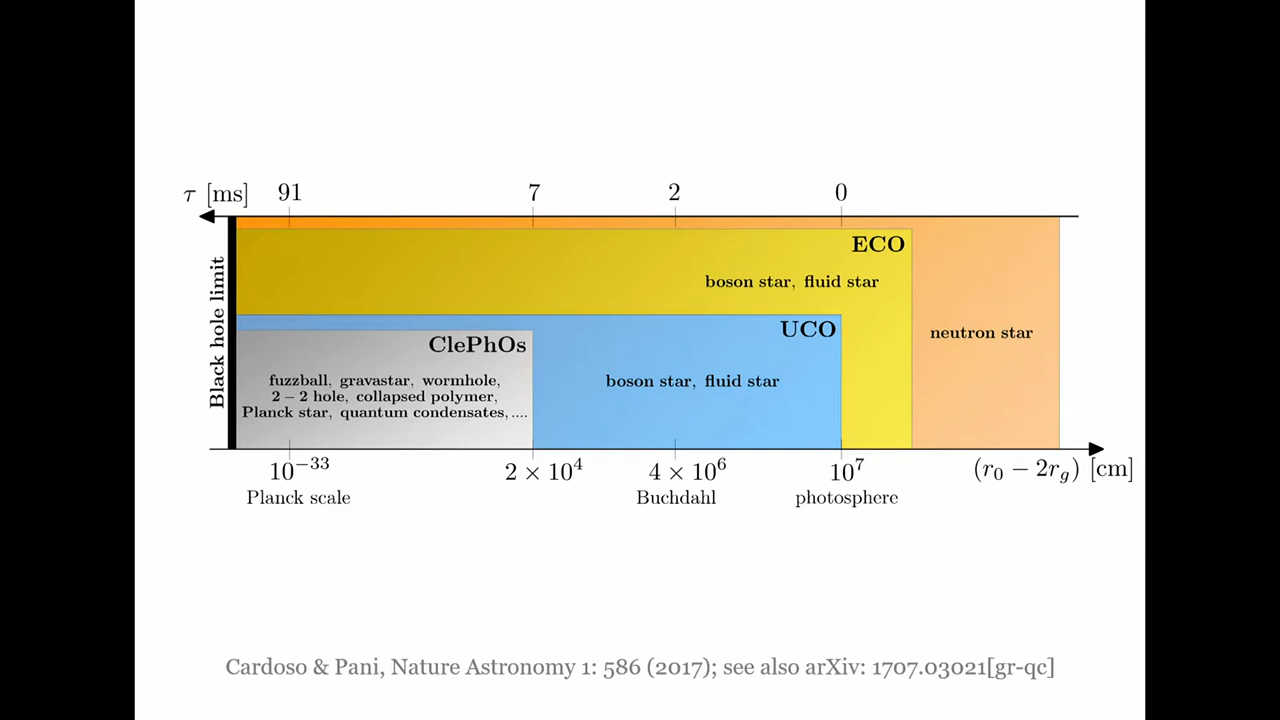 τ [ms] 91 7 2 0
Black hole limit
ECO
boson star, fluid star
UCO
neutron star
ClePhOs
fuzzball, gravastar, wormhole,
2 − 2 hole, collapsed polymer,
Planck star, quantum condensates, ....
boson star, fluid star
10⁻³³ 2 × 10⁴ 4 × 10⁶ 10⁷ (r₀ − 2r_g) [cm]
Planck scale Buchdahl photosphere
Cardoso & Pani, Nature Astronomy 1: 586 (2017); see also arXiv: 1707.03021[gr-qc]